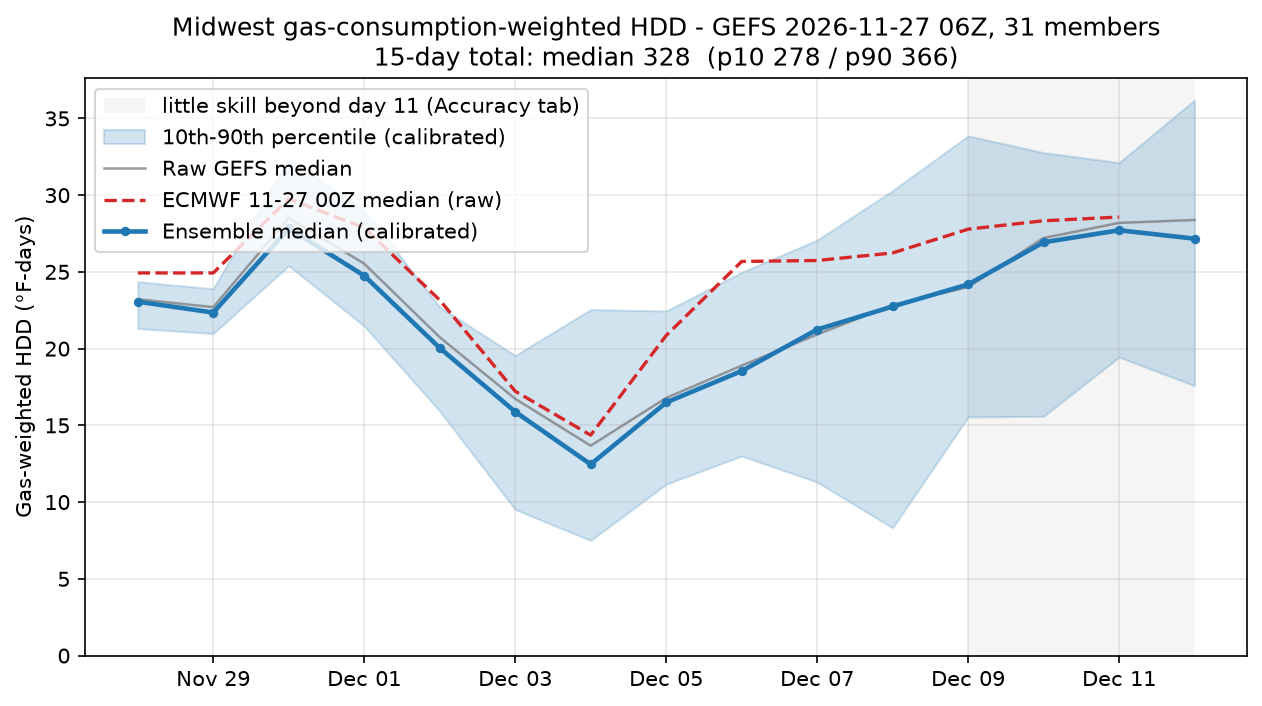 Midwest gas-consumption-weighted HDD - GEFS 2026-11-27 06Z, 31 members
15-day total: median 328  (p10 278 / p90 366)
little skill beyond day 11 (Accuracy tab)
10th-90th percentile (calibrated)
Raw GEFS median
ECMWF 11-27 00Z median (raw)
Ensemble median (calibrated)
Gas-weighted HDD (°F-days)
35
30
25
20
15
10
5
0
Nov 29
Dec 01
Dec 03
Dec 05
Dec 07
Dec 09
Dec 11